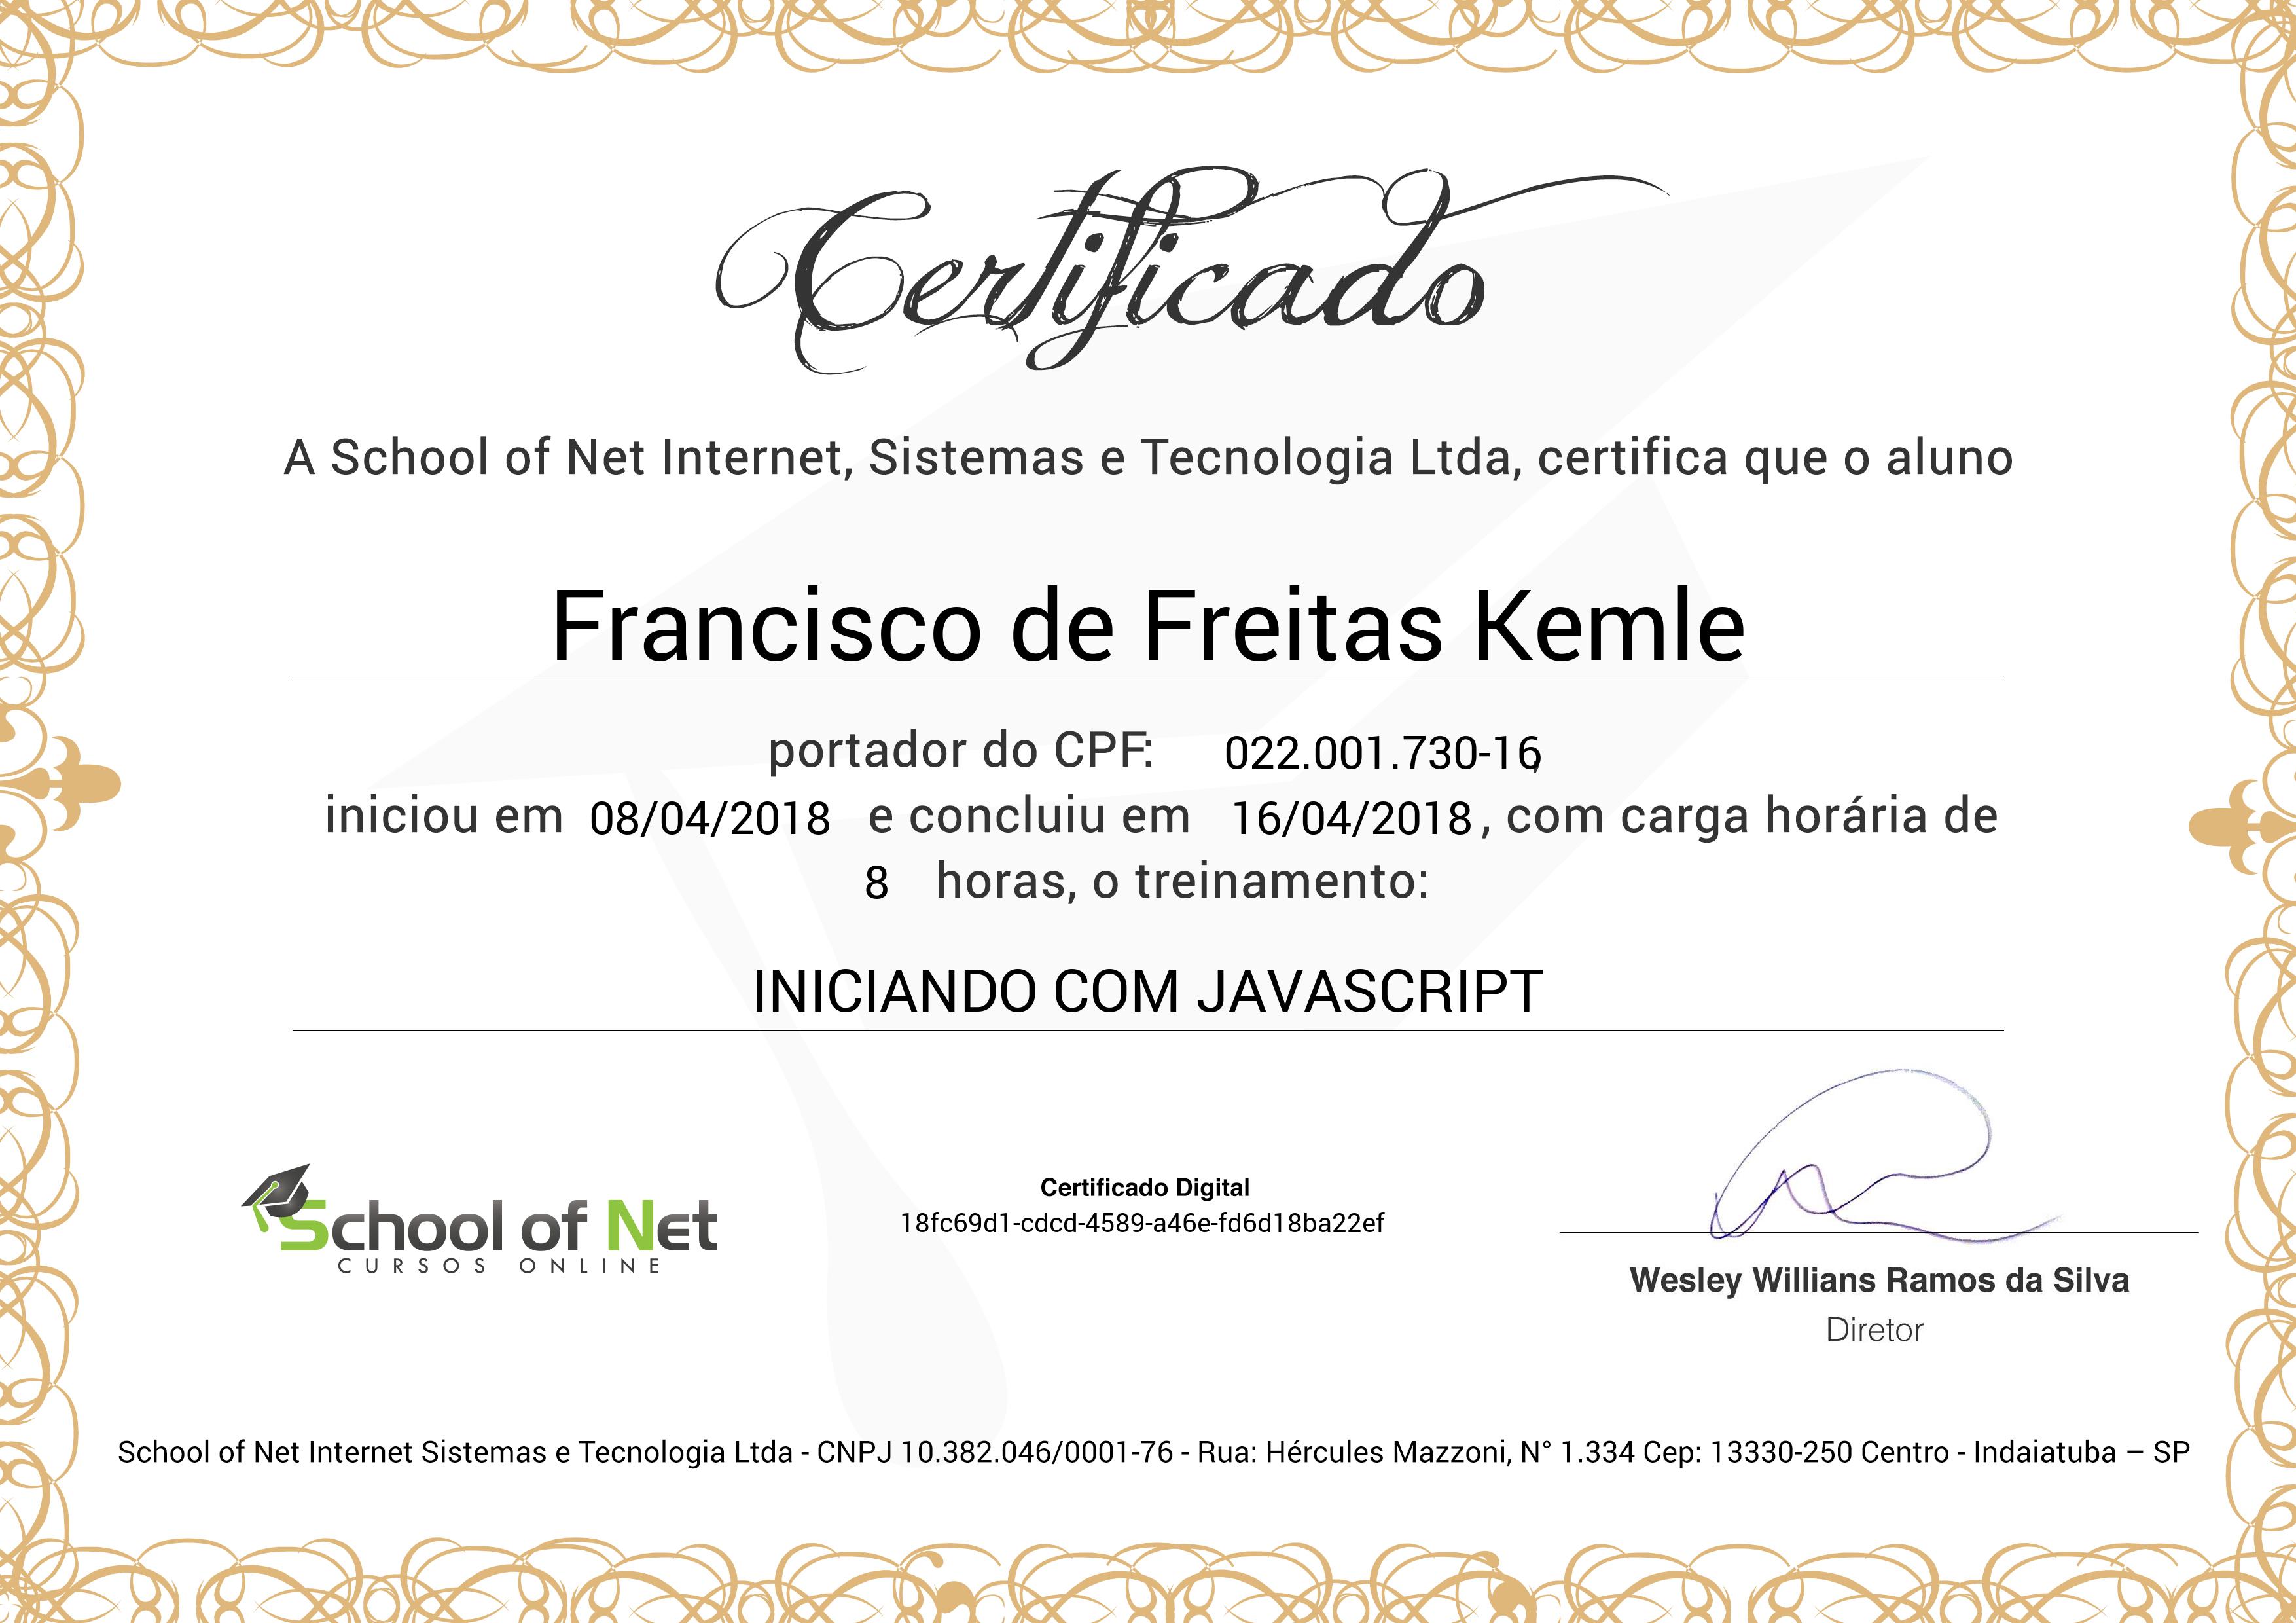 Certificado
A School of Net Internet, Sistemas e Tecnologia Ltda, certifica que o aluno
Francisco de Freitas Kemle
portador do CPF: 022.001.730-16,
iniciou em 08/04/2018 e concluiu em 16/04/2018, com carga horária de
8 horas, o treinamento:
INICIANDO COM JAVASCRIPT
School of Net
CURSOS ONLINE
Certificado Digital
18fc69d1-cdcd-4589-a46e-fd6d18ba22ef
Wesley Willians Ramos da Silva
Diretor
School of Net Internet Sistemas e Tecnologia Ltda - CNPJ 10.382.046/0001-76 - Rua: Hércules Mazzoni, N° 1.334 Cep: 13330-250 Centro - Indaiatuba – SP